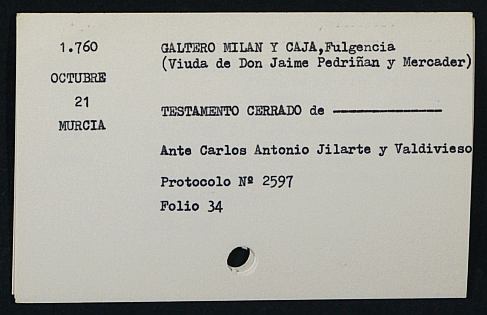 1.760
OCTUBRE
21
MURCIA
GALTERO MILAN Y CAJA,Fulgencia
(Viuda de Don Jaime Pedriñan y Mercader)
TESTAMENTO CERRADO de ——————————
Ante Carlos Antonio Jilarte y Valdivieso
Protocolo Nº 2597
Folio 34